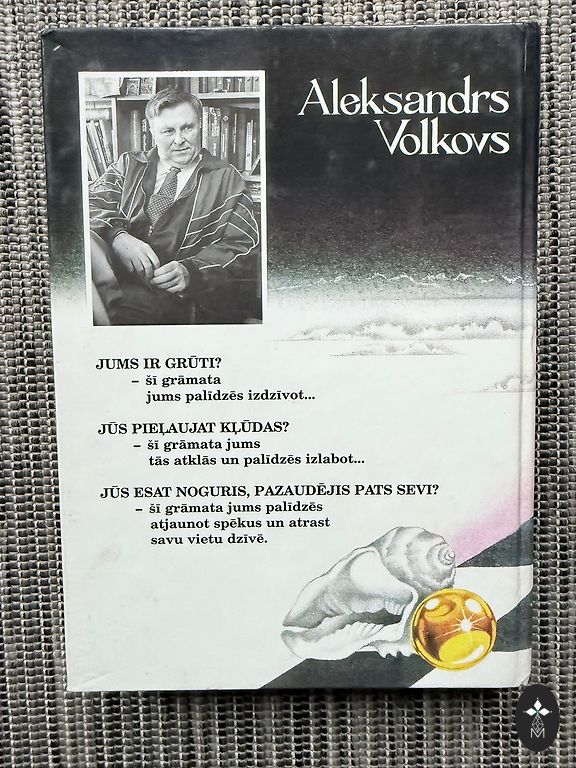 Aleksandrs
Volkovs
JUMS IR GRŪTI?
– šī grāmata
jums palīdzēs izdzīvot...
JŪS PIEĻAUJAT KĻŪDAS?
– šī grāmata jums
tās atklās un palīdzēs izlabot...
JŪS ESAT NOGURIS, PAZAUDĒJIS PATS SEVI?
– šī grāmata jums palīdzēs
atjaunot spēkus un atrast
savu vietu dzīvē.